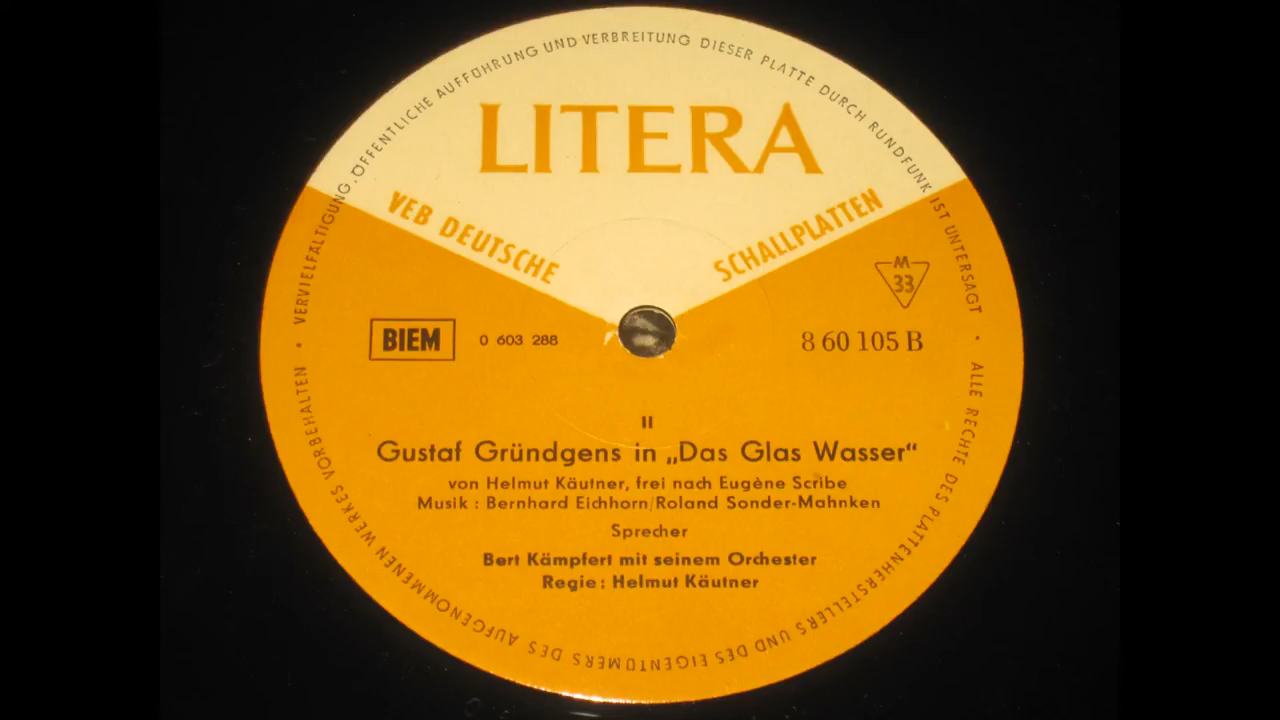 ALLE RECHTE DES PLATTENHERSTELLERS UND DES EIGENTÜMERS DES AUFGENOMMENEN WERKES VORBEHALTEN • VERVIELFÄLTIGUNG, ÖFFENTLICHE AUFFÜHRUNG UND VERBREITUNG DIESER PLATTE DURCH RUNDFUNK IST UNTERSAGT •
LITERA
VEB DEUTSCHE SCHALLPLATTEN
M
33
BIEM 0 603 288 8 60 105 B
II
Gustaf Gründgens in „Das Glas Wasser“
von Helmut Käutner, frei nach Eugène Scribe
Musik : Bernhard Eichhorn/Roland Sonder-Mahnken
Sprecher
Bert Kämpfert mit seinem Orchester
Regie : Helmut Käutner